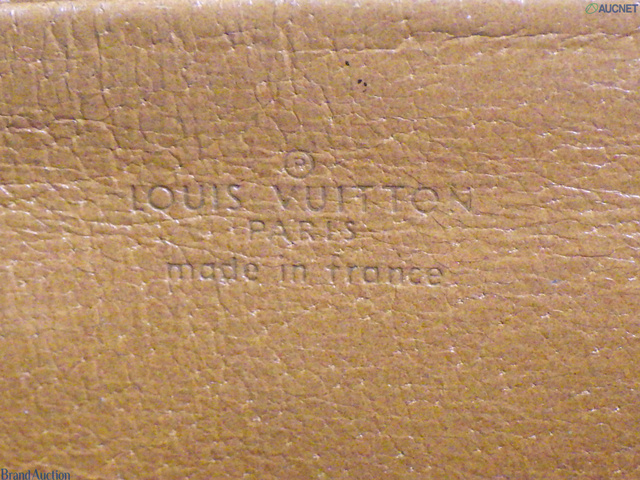 AUCNET
Ⓟ
LOUIS VUITTON
PARIS
made in france
BrandAuction